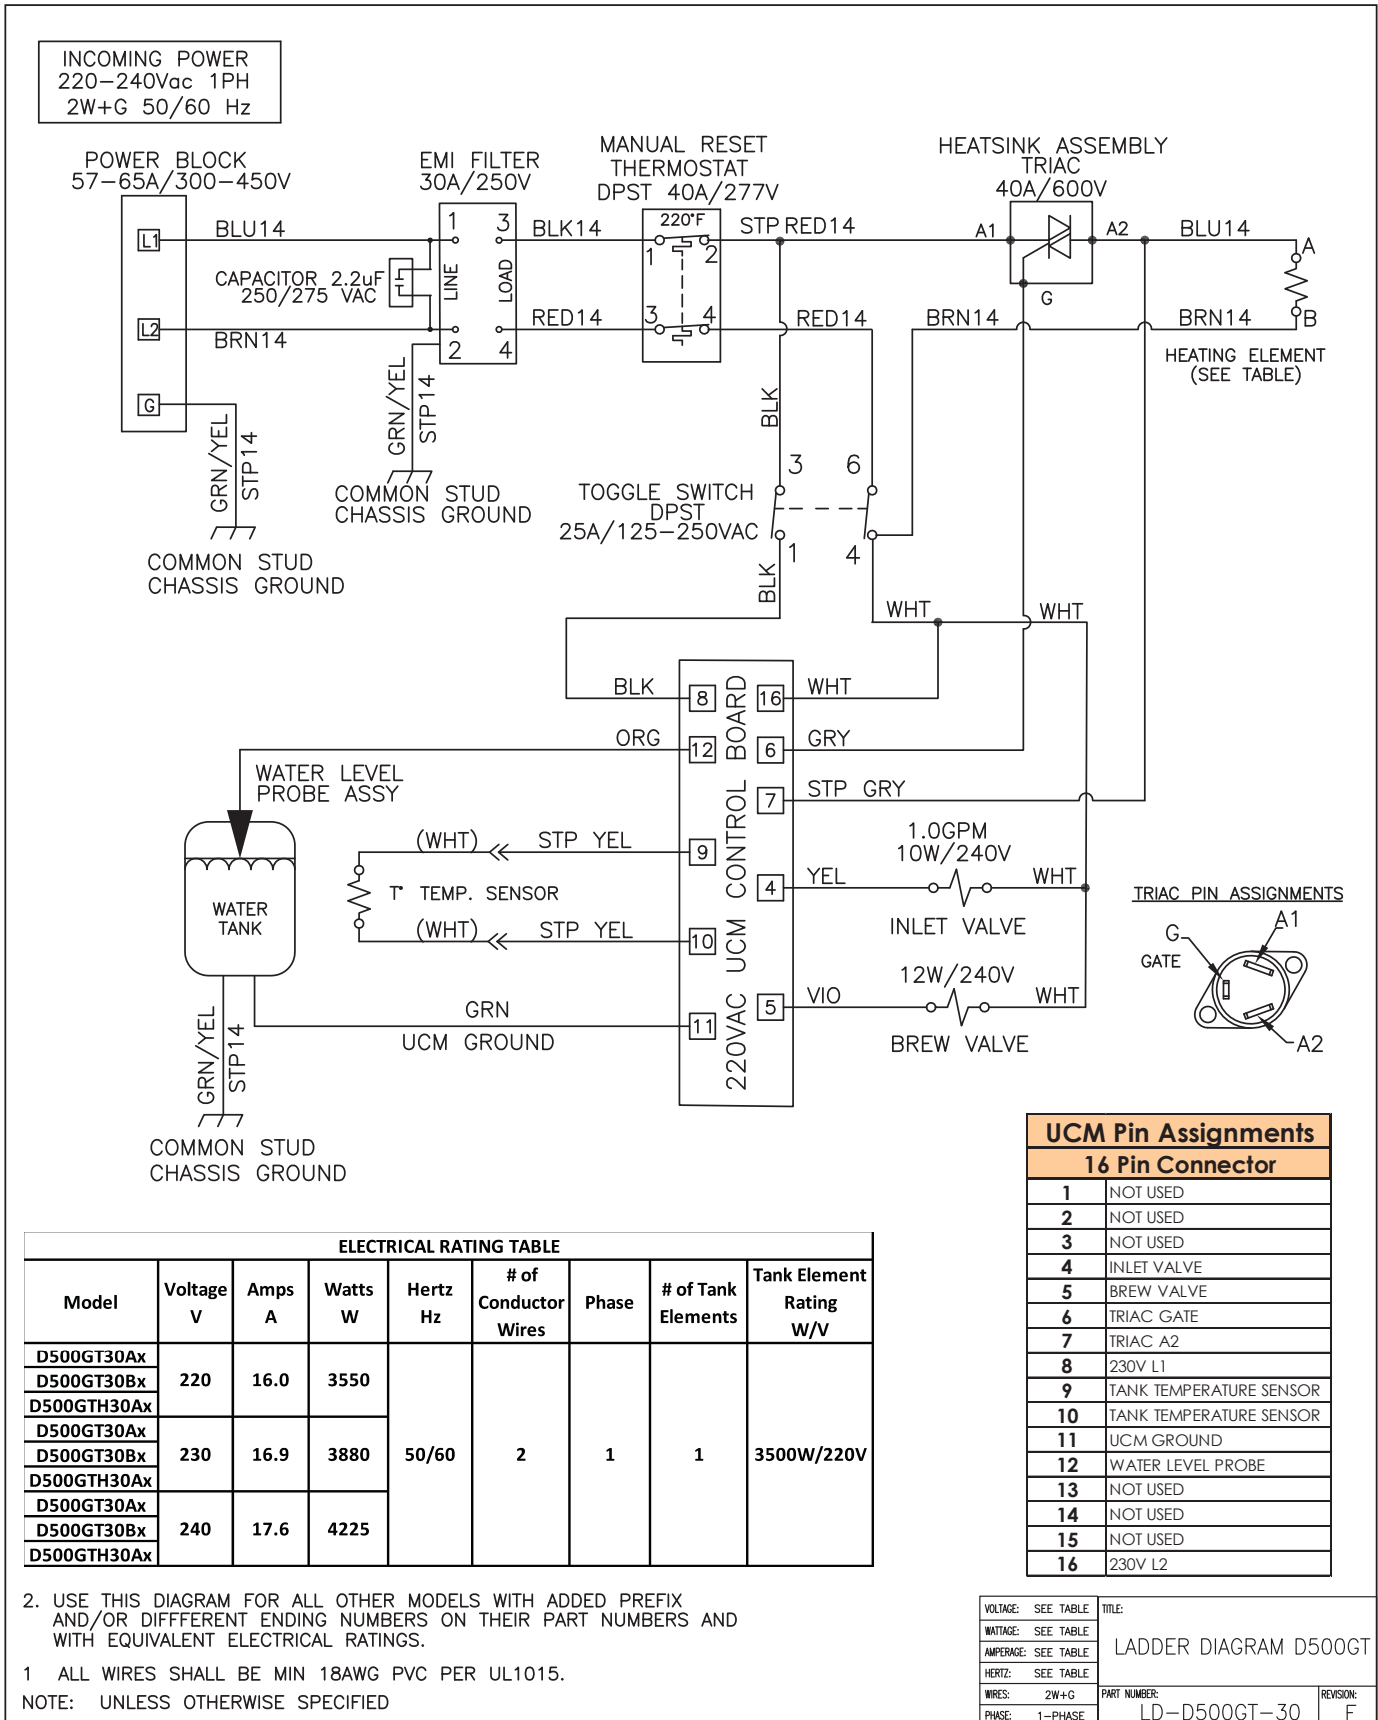 INCOMING POWER
220-240Vac 1PH
2W+G 50/60 Hz
POWER BLOCK
57-65A/300-450V
EMI FILTER
30A/250V
MANUAL RESET
THERMOSTAT
DPST 40A/277V
HEATSINK ASSEMBLY
TRIAC
40A/600V
L1
BLU14
1
3
BLK14
220°F
1
2
STP RED14
A1
A2
BLU14
A
CAPACITOR 2.2uF
250/275 VAC
LINE
LOAD
G
L2
BRN14
2
4
RED14
3
4
RED14
BRN14
BRN14
B
HEATING ELEMENT
(SEE TABLE)
G
GRN/YEL
STP14
COMMON STUD
CHASSIS GROUND
GRN/YEL
STP14
COMMON STUD
CHASSIS GROUND
BLK
3
6
TOGGLE SWITCH
DPST
25A/125-250VAC
1
4
BLK
WHT
WHT
220VAC UCM CONTROL BOARD
BLK
8
16
WHT
ORG
12
6
GRY
WATER LEVEL
PROBE ASSY
7
STP GRY
(WHT)
STP YEL
9
1.0GPM
10W/240V
4
YEL
WHT
INLET VALVE
T° TEMP. SENSOR
(WHT)
STP YEL
10
WATER
TANK
12W/240V
5
VIO
WHT
BREW VALVE
GRN
UCM GROUND
11
GRN/YEL
STP14
COMMON STUD
CHASSIS GROUND
TRIAC PIN ASSIGNMENTS
A1
G
GATE
A2
UCM Pin Assignments
16 Pin Connector
1 NOT USED
2 NOT USED
3 NOT USED
4 INLET VALVE
5 BREW VALVE
6 TRIAC GATE
7 TRIAC A2
8 230V L1
9 TANK TEMPERATURE SENSOR
10 TANK TEMPERATURE SENSOR
11 UCM GROUND
12 WATER LEVEL PROBE
13 NOT USED
14 NOT USED
15 NOT USED
16 230V L2
ELECTRICAL RATING TABLE
Model Voltage V Amps A Watts W Hertz Hz # of Conductor Wires Phase # of Tank Elements Tank Element Rating W/V
D500GT30Ax
D500GT30Bx 220 16.0 3550
D500GTH30Ax
D500GT30Ax
D500GT30Bx 230 16.9 3880 50/60 2 1 1 3500W/220V
D500GTH30Ax
D500GT30Ax
D500GT30Bx 240 17.6 4225
D500GTH30Ax
2. USE THIS DIAGRAM FOR ALL OTHER MODELS WITH ADDED PREFIX
AND/OR DIFFFERENT ENDING NUMBERS ON THEIR PART NUMBERS AND
WITH EQUIVALENT ELECTRICAL RATINGS.
1 ALL WIRES SHALL BE MIN 18AWG PVC PER UL1015.
NOTE: UNLESS OTHERWISE SPECIFIED
VOLTAGE: SEE TABLE
WATTAGE: SEE TABLE
AMPERAGE: SEE TABLE
HERTZ: SEE TABLE
WIRES: 2W+G
PHASE: 1-PHASE
TITLE:
LADDER DIAGRAM D500GT
PART NUMBER:
LD-D500GT-30
REVISION: